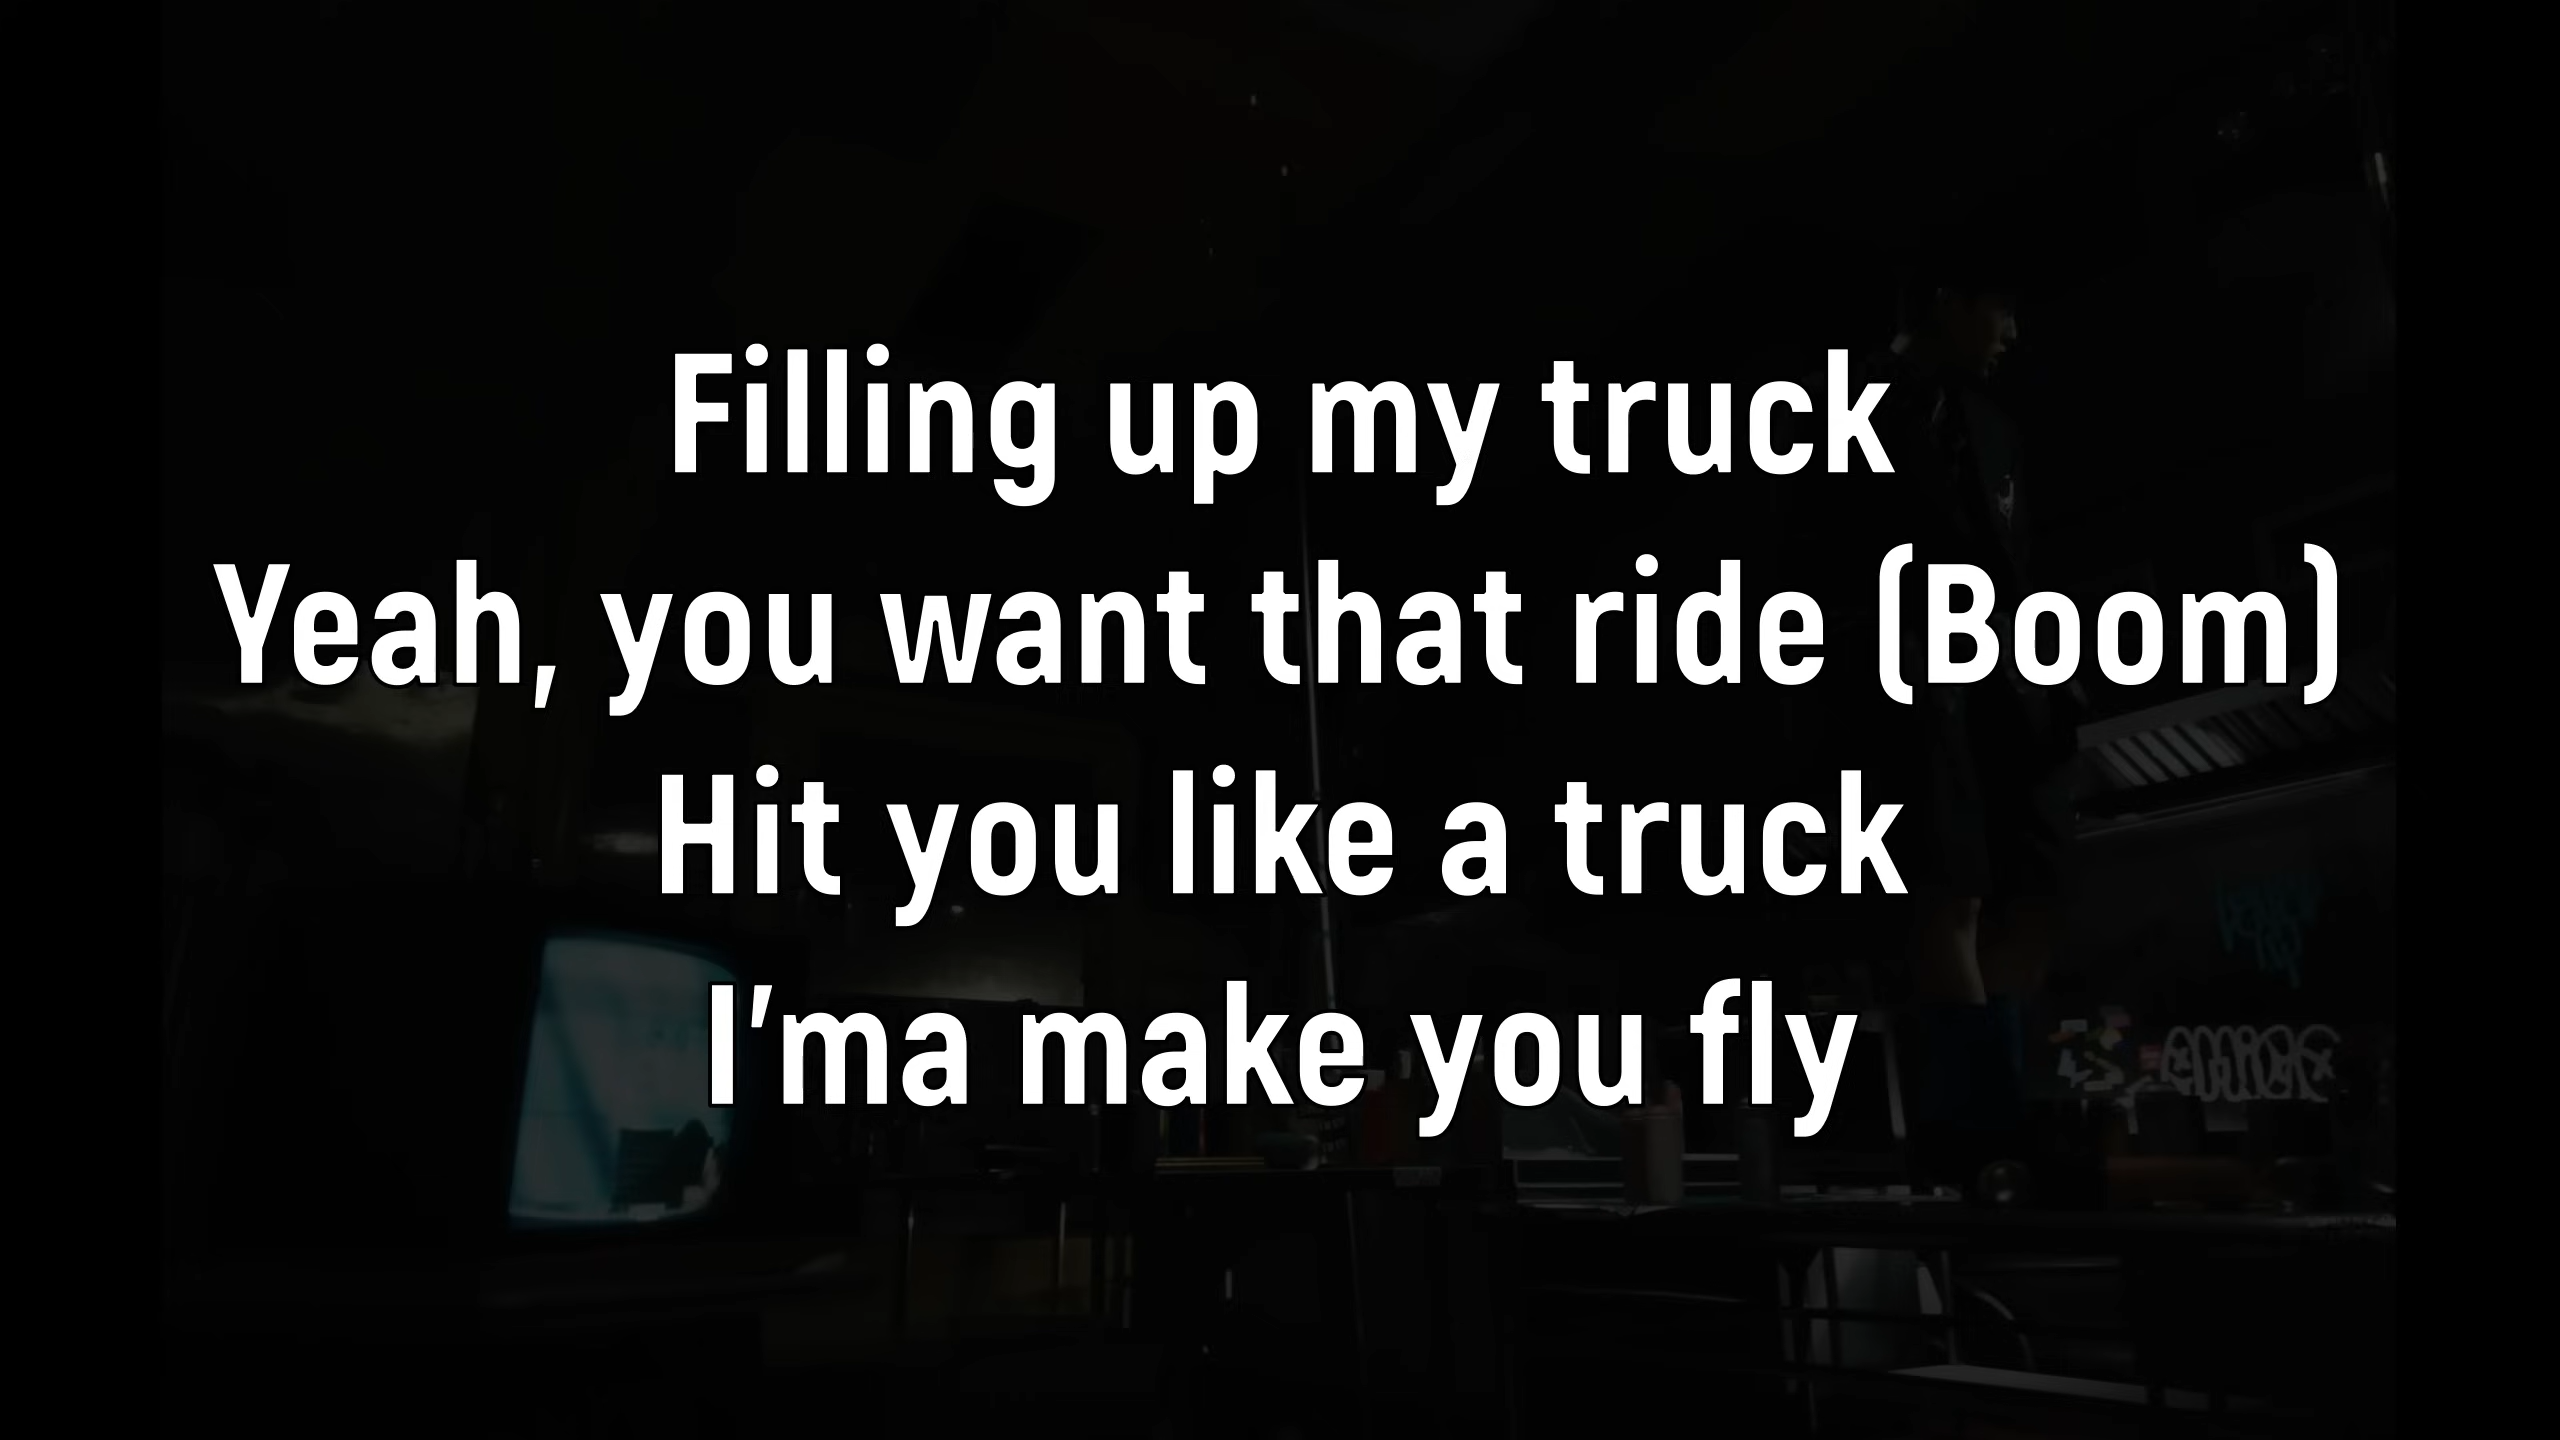 Filling up my truck
Yeah, you want that ride (Boom)
Hit you like a truck
I'ma make you fly